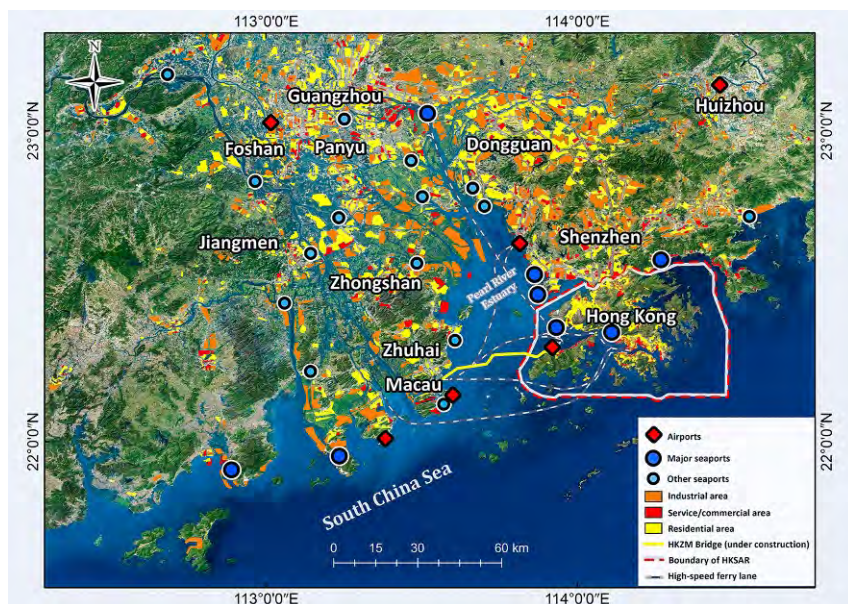 113°0'0"E
114°0'0"E
N
Guangzhou
Huizhou
23°0'0"N
23°0'0"N
Foshan
Panyu
Dongguan
Jiangmen
Shenzhen
Zhongshan
Pearl River
Estuary
Hong Kong
Zhuhai
Macau
22°0'0"N
22°0'0"N
South China Sea
Airports
Major seaports
Other seaports
Industrial area
Service/commercial area
Residential area
HKZM Bridge (under construction)
Boundary of HKSAR
High-speed ferry lane
0 15 30 60 km
113°0'0"E
114°0'0"E